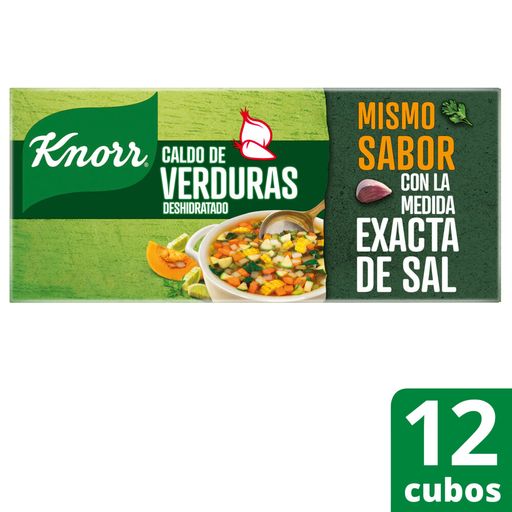 Knorr
CALDO DE
VERDURAS
DESHIDRATADO
MISMO
SABOR
CON LA
MEDIDA
EXACTA
DE SAL
12
cubos